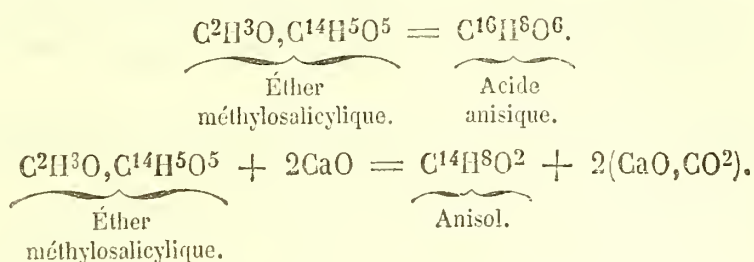 C²H³O,C¹⁴H⁵O⁵ = C¹⁶H⁸O⁶.
Éther Acide
méthylosalicylique. anisique.
C²H³O,C¹⁴H⁵O⁵ + 2CaO = C¹⁴H⁸O² + 2(CaO,CO²).
Éther Anisol.
méthylosalicylique.